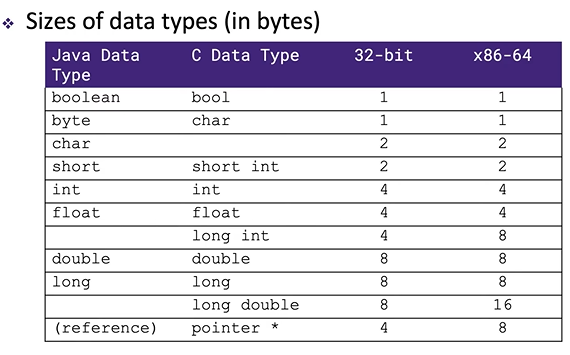 ❖ Sizes of data types (in bytes)
Java Data Type C Data Type 32-bit x86-64
boolean bool 1 1
byte char 1 1
char 2 2
short short int 2 2
int int 4 4
float float 4 4
long int 4 8
double double 8 8
long long 8 8
long double 8 16
(reference) pointer * 4 8